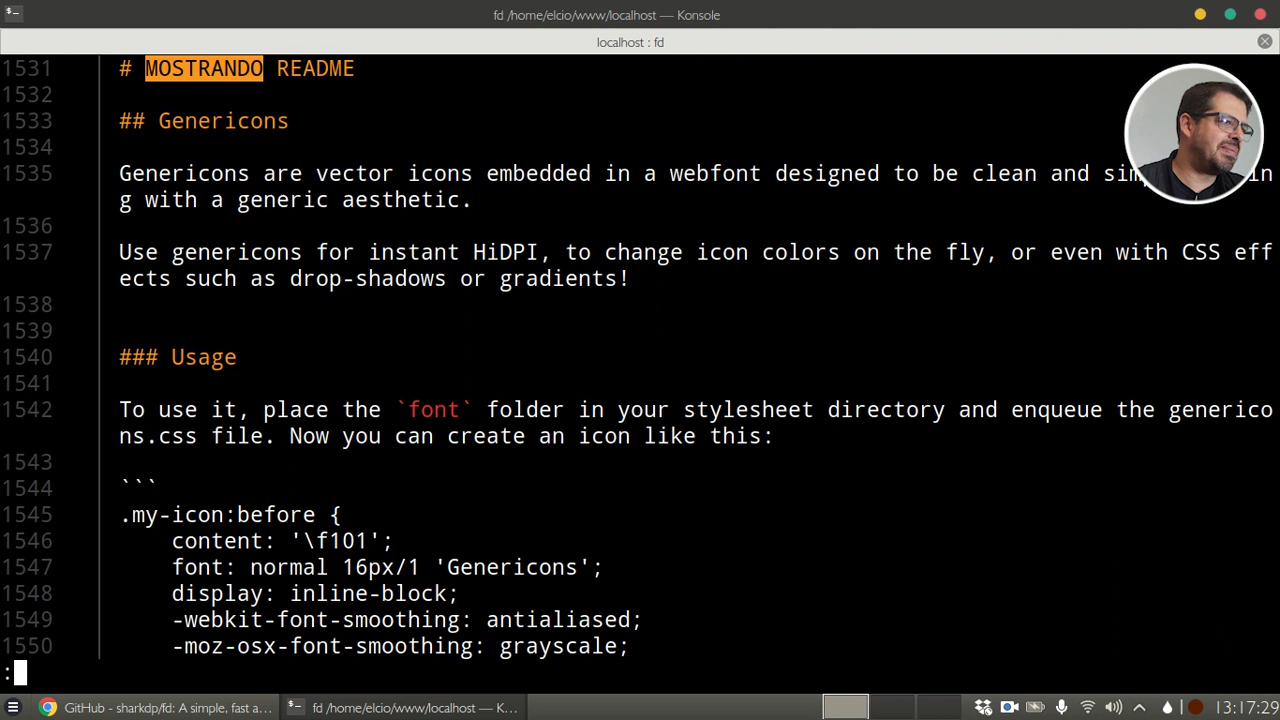 fd /home/elcio/www/localhost — Konsole
localhost : fd
1531 # MOSTRANDO README
1532
1533 ## Genericons
1534
1535 Genericons are vector icons embedded in a webfont designed to be clean and sim in
g with a generic aesthetic.
1536
1537 Use genericons for instant HiDPI, to change icon colors on the fly, or even with CSS eff
ects such as drop-shadows or gradients!
1538
1539
1540 ### Usage
1541
1542 To use it, place the `font` folder in your stylesheet directory and enqueue the generico
ns.css file. Now you can create an icon like this:
1543
1544 ```
1545 .my-icon:before {
1546 content: '\f101';
1547 font: normal 16px/1 'Genericons';
1548 display: inline-block;
1549 -webkit-font-smoothing: antialiased;
1550 -moz-osx-font-smoothing: grayscale;
:
GitHub - sharkdp/fd: A simple, fast a... fd /home/elcio/www/localhost — K... 13:17:29